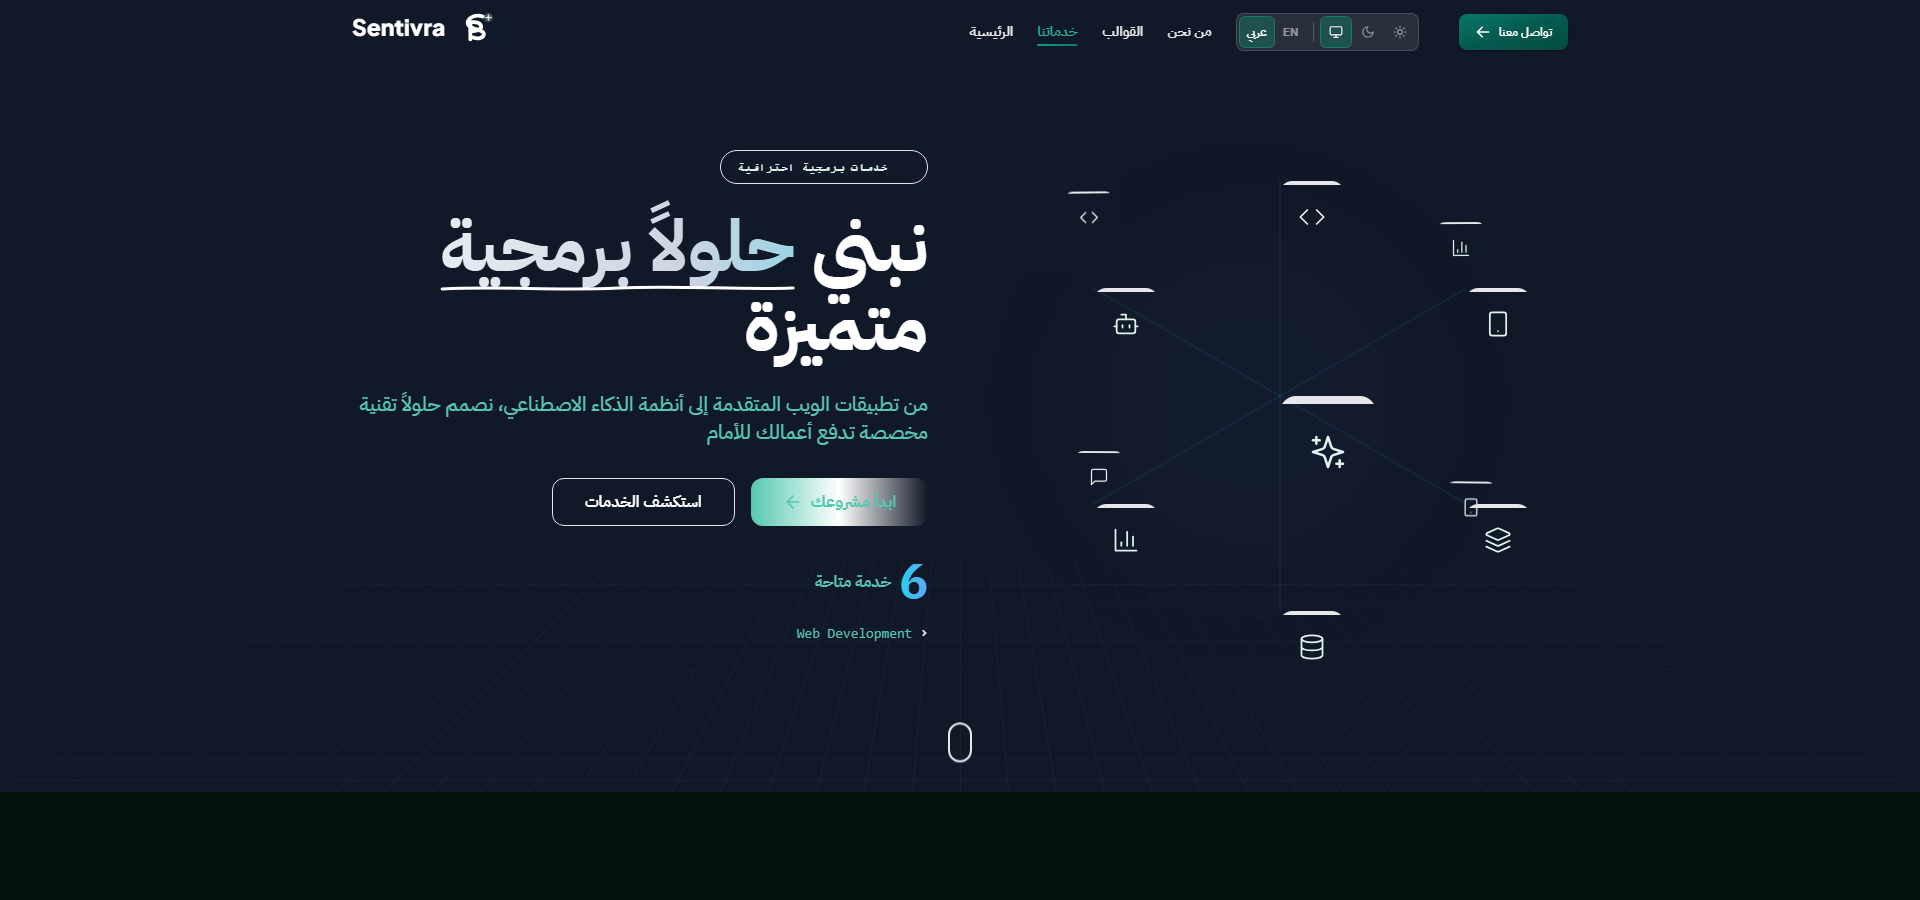 Sentivra
الرئيسية
خدماتنا
القوالب
من نحن
عربي
EN
تواصل معنا
خدمات برمجية احترافية
نبني حلولاً برمجية
متميزة
من تطبيقات الويب المتقدمة إلى أنظمة الذكاء الاصطناعي، نصمم حلولاً تقنية
مخصصة تدفع أعمالك للأمام
ابدأ مشروعك
استكشف الخدمات
6 خدمة متاحة
› Web Development